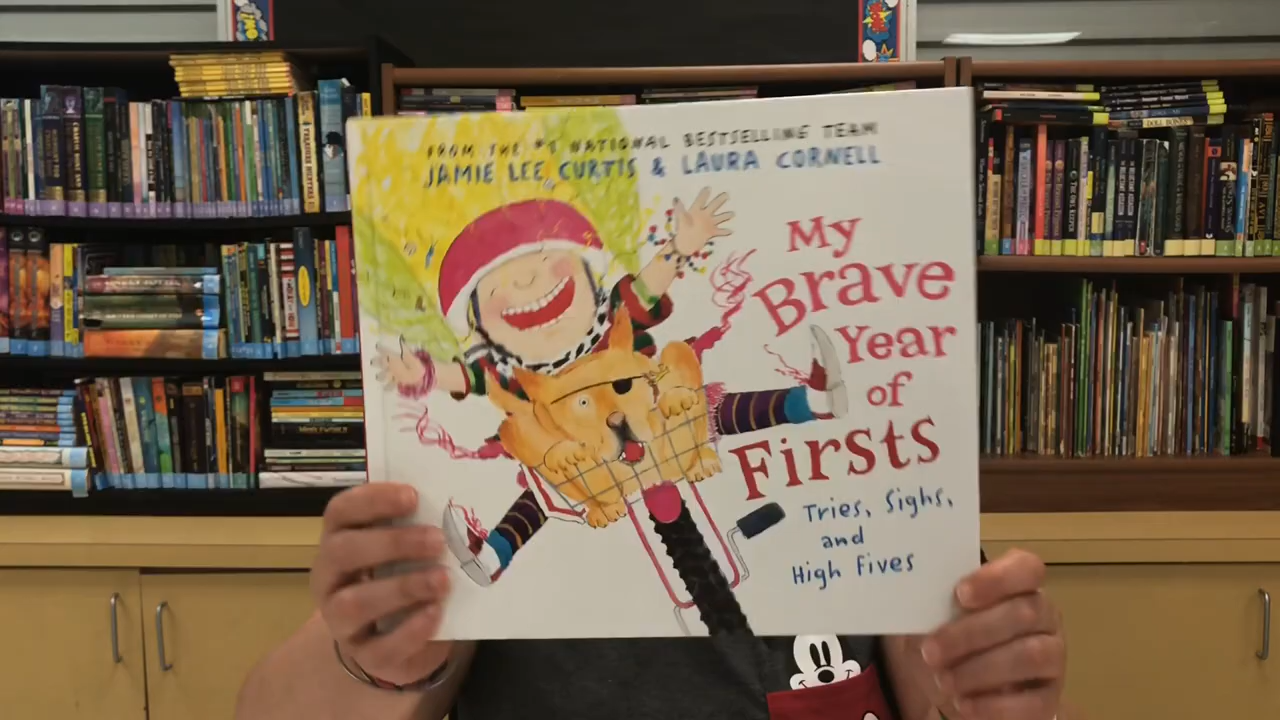 FROM THE #1 NATIONAL BESTSELLING TEAM
JAMIE LEE CURTIS & LAURA CORNELL
My
Brave
Year
of
Firsts
Tries, Sighs,
and
High Fives